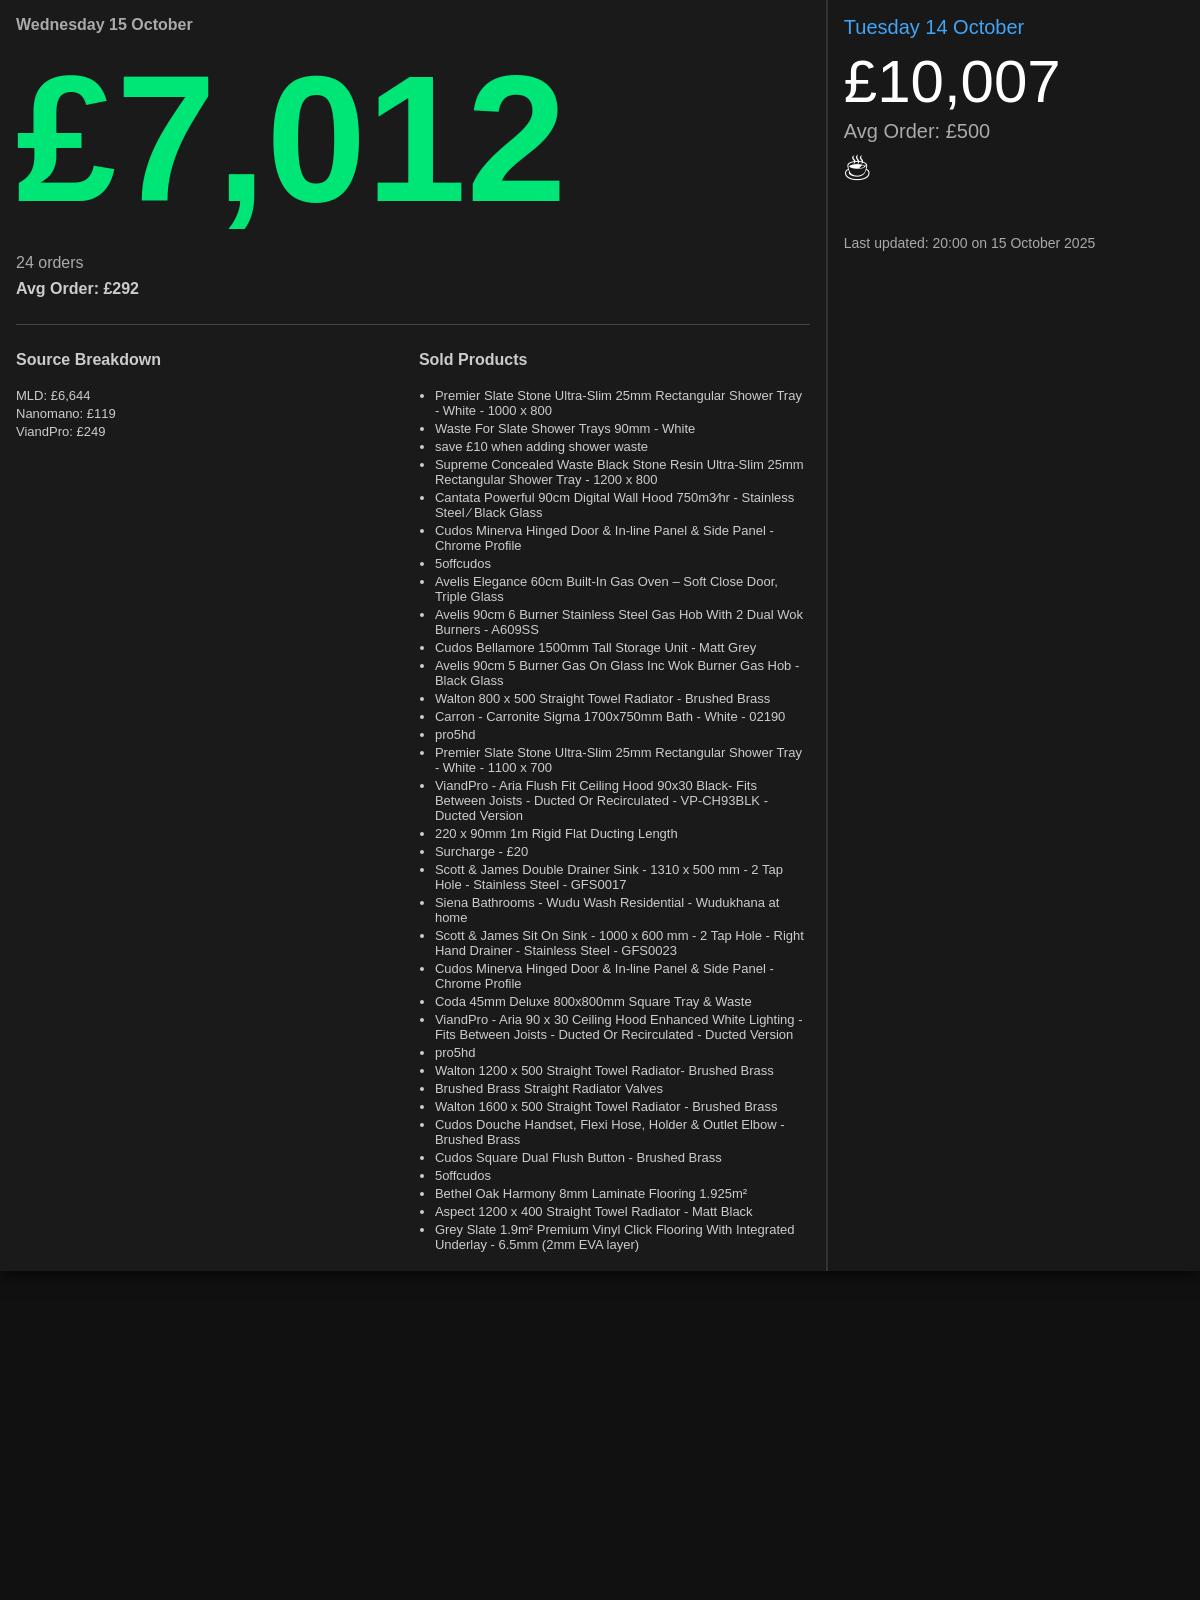 Wednesday 15 October
£7,012
24 orders
Avg Order: £292
Source Breakdown
MLD: £6,644
Nanomano: £119
ViandPro: £249
Sold Products
• Premier Slate Stone Ultra-Slim 25mm Rectangular Shower Tray
- White - 1000 x 800
• Waste For Slate Shower Trays 90mm - White
• save £10 when adding shower waste
• Supreme Concealed Waste Black Stone Resin Ultra-Slim 25mm
Rectangular Shower Tray - 1200 x 800
• Cantata Powerful 90cm Digital Wall Hood 750m3⁄hr - Stainless
Steel ⁄ Black Glass
• Cudos Minerva Hinged Door & In-line Panel & Side Panel -
Chrome Profile
• 5offcudos
• Avelis Elegance 60cm Built-In Gas Oven – Soft Close Door,
Triple Glass
• Avelis 90cm 6 Burner Stainless Steel Gas Hob With 2 Dual Wok
Burners - A609SS
• Cudos Bellamore 1500mm Tall Storage Unit - Matt Grey
• Avelis 90cm 5 Burner Gas On Glass Inc Wok Burner Gas Hob -
Black Glass
• Walton 800 x 500 Straight Towel Radiator - Brushed Brass
• Carron - Carronite Sigma 1700x750mm Bath - White - 02190
• pro5hd
• Premier Slate Stone Ultra-Slim 25mm Rectangular Shower Tray
- White - 1100 x 700
• ViandPro - Aria Flush Fit Ceiling Hood 90x30 Black- Fits
Between Joists - Ducted Or Recirculated - VP-CH93BLK -
Ducted Version
• 220 x 90mm 1m Rigid Flat Ducting Length
• Surcharge - £20
• Scott & James Double Drainer Sink - 1310 x 500 mm - 2 Tap
Hole - Stainless Steel - GFS0017
• Siena Bathrooms - Wudu Wash Residential - Wudukhana at
home
• Scott & James Sit On Sink - 1000 x 600 mm - 2 Tap Hole - Right
Hand Drainer - Stainless Steel - GFS0023
• Cudos Minerva Hinged Door & In-line Panel & Side Panel -
Chrome Profile
• Coda 45mm Deluxe 800x800mm Square Tray & Waste
• ViandPro - Aria 90 x 30 Ceiling Hood Enhanced White Lighting -
Fits Between Joists - Ducted Or Recirculated - Ducted Version
• pro5hd
• Walton 1200 x 500 Straight Towel Radiator- Brushed Brass
• Brushed Brass Straight Radiator Valves
• Walton 1600 x 500 Straight Towel Radiator - Brushed Brass
• Cudos Douche Handset, Flexi Hose, Holder & Outlet Elbow -
Brushed Brass
• Cudos Square Dual Flush Button - Brushed Brass
• 5offcudos
• Bethel Oak Harmony 8mm Laminate Flooring 1.925m²
• Aspect 1200 x 400 Straight Towel Radiator - Matt Black
• Grey Slate 1.9m² Premium Vinyl Click Flooring With Integrated
Underlay - 6.5mm (2mm EVA layer)
Tuesday 14 October
£10,007
Avg Order: £500
☕
Last updated: 20:00 on 15 October 2025